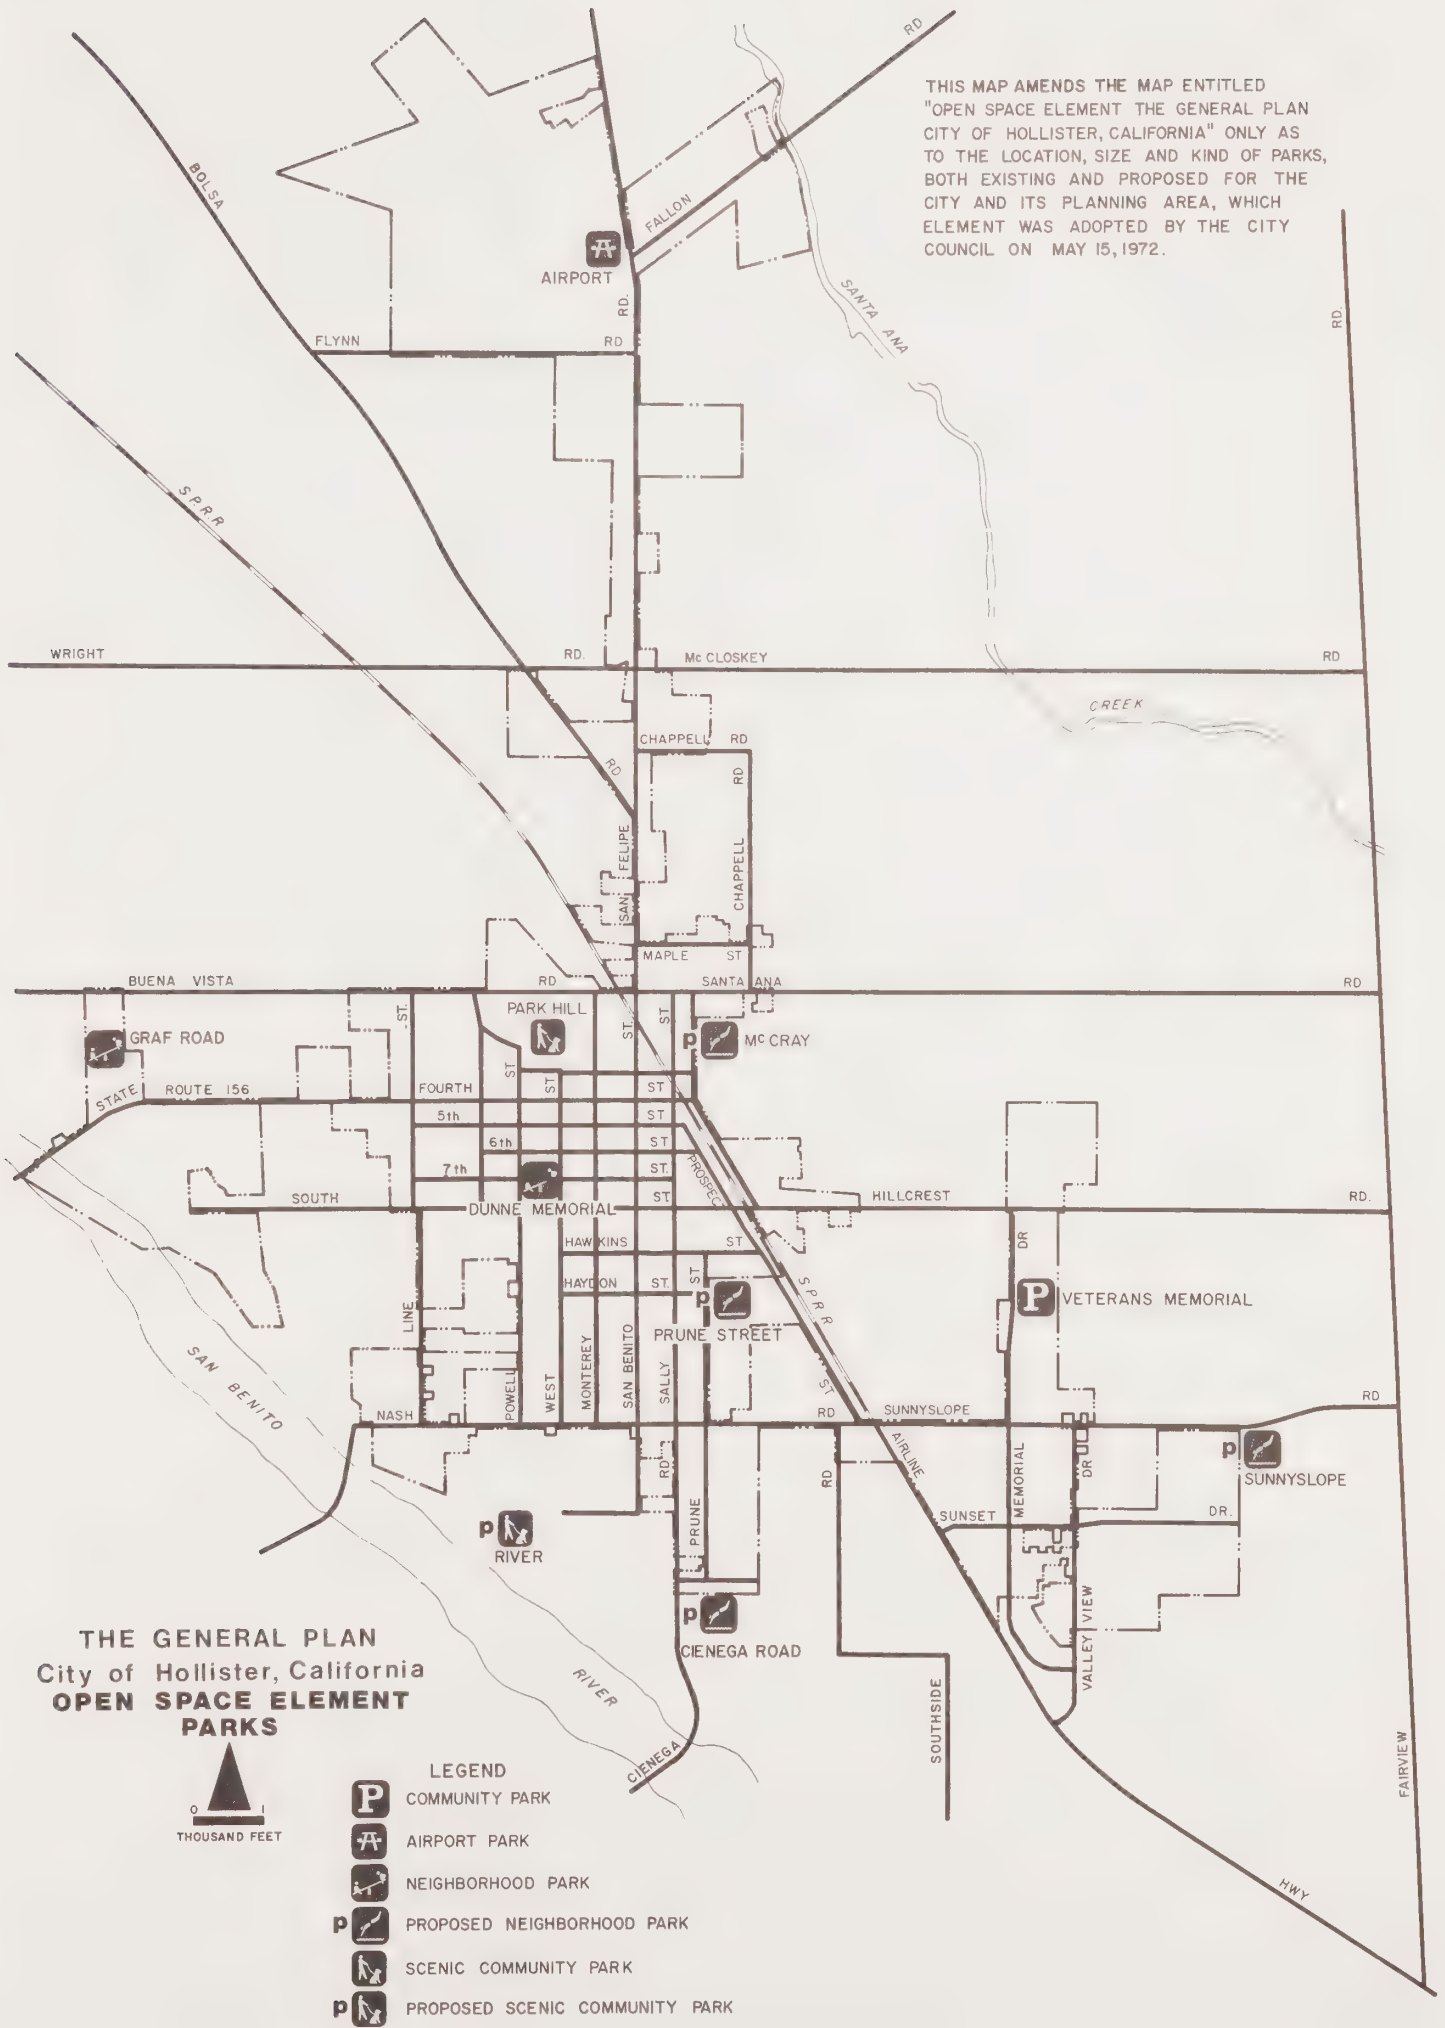 RD
THIS MAP AMENDS THE MAP ENTITLED
"OPEN SPACE ELEMENT THE GENERAL PLAN
CITY OF HOLLISTER, CALIFORNIA" ONLY AS
TO THE LOCATION, SIZE AND KIND OF PARKS,
BOTH EXISTING AND PROPOSED FOR THE
CITY AND ITS PLANNING AREA, WHICH
ELEMENT WAS ADOPTED BY THE CITY
COUNCIL ON MAY 15, 1972.
BOLSA
FALLON
AIRPORT
RD.
SANTA ANA
RD.
FLYNN RD
S.P.R.R
WRIGHT RD. McCLOSKEY RD
CREEK
CHAPPELL RD
RD
RD
SAN FELIPE
CHAPPELL
MAPLE ST
BUENA VISTA RD SANTA ANA RD
PARK HILL
ST.
ST.
ST
GRAF ROAD
p McCRAY
STATE ROUTE 156
ST
ST
FOURTH ST
5th ST
6th ST
7th ST.
PROSPECT
SOUTH ST HILLCREST RD.
DUNNE MEMORIAL
HAWKINS ST
DR
HAYDON ST.
ST
S.P.R.R
P VETERANS MEMORIAL
p
PRUNE STREET
LINE
SAN BENITO
POWELL
WEST
MONTEREY
SAN BENITO
SALLY
ST
NASH RD SUNNYSLOPE RD
AIRLINE
RD
RD
MEMORIAL
DR
p
SUNNYSLOPE
PRUNE
SUNSET DR.
p
RIVER
p
CIENEGA ROAD
VALLEY VIEW
RIVER
SOUTHSIDE
CIENEGA
FAIRVIEW
HWY
THE GENERAL PLAN
City of Hollister, California
OPEN SPACE ELEMENT
PARKS
0 1
THOUSAND FEET
LEGEND
P COMMUNITY PARK
AIRPORT PARK
NEIGHBORHOOD PARK
p PROPOSED NEIGHBORHOOD PARK
SCENIC COMMUNITY PARK
p PROPOSED SCENIC COMMUNITY PARK